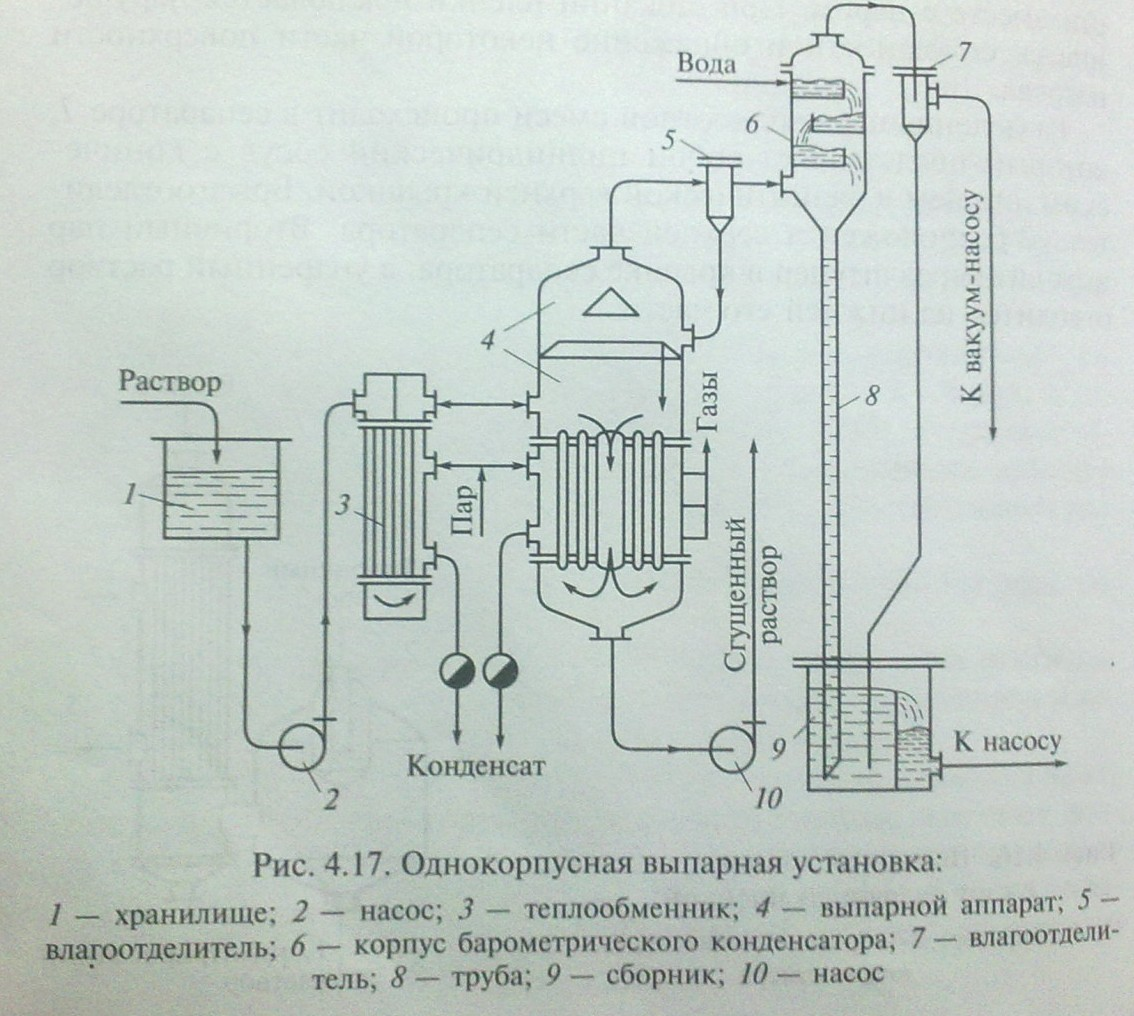 Вода
7
6
5
К вакуум-насосу
4
Раствор
Газы
8
1
3
Пар
Сгущенный
раствор
9
К насосу
Конденсат
2
10
Рис. 4.17. Однокорпусная выпарная установка:
1 — хранилище; 2 — насос; 3 — теплообменник; 4 — выпарной аппарат; 5 —
влагоотделитель; 6 — корпус барометрического конденсатора; 7 — влагоотдели-
тель; 8 — труба; 9 — сборник; 10 — насос